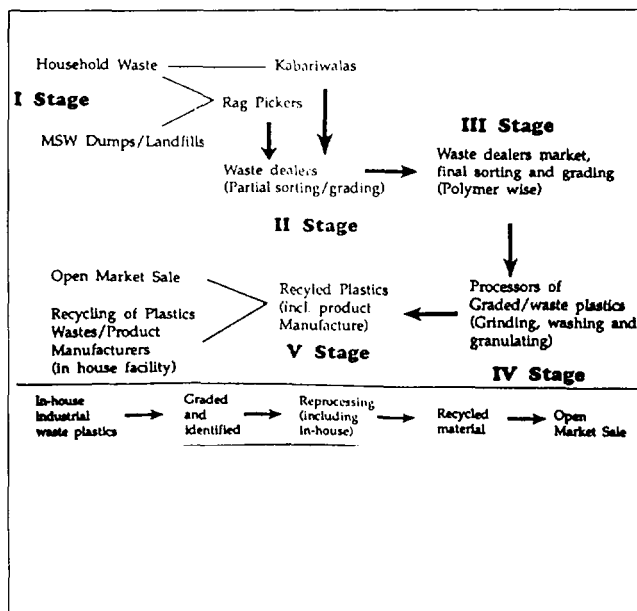 Household Waste
Kabariwalas
I Stage
Rag Pickers
MSW Dumps/Landfills
III Stage
Waste dealers
(Partial sorting/grading)
Waste dealers market,
final sorting and grading
(Polymer wise)
II Stage
Open Market Sale
Recycling of Plastics
Wastes/Product
Manufacturers
(in house facility)
Recyled Plastics
(incl. product
Manufacture)
V Stage
Processors of
Graded/waste plastics
(Grinding, washing and
granulating)
IV Stage
In-house
Industrial
waste plastics
Graded
and
identified
Reprocessing
(including
in-house)
Recycled
material
Open
Market Sale